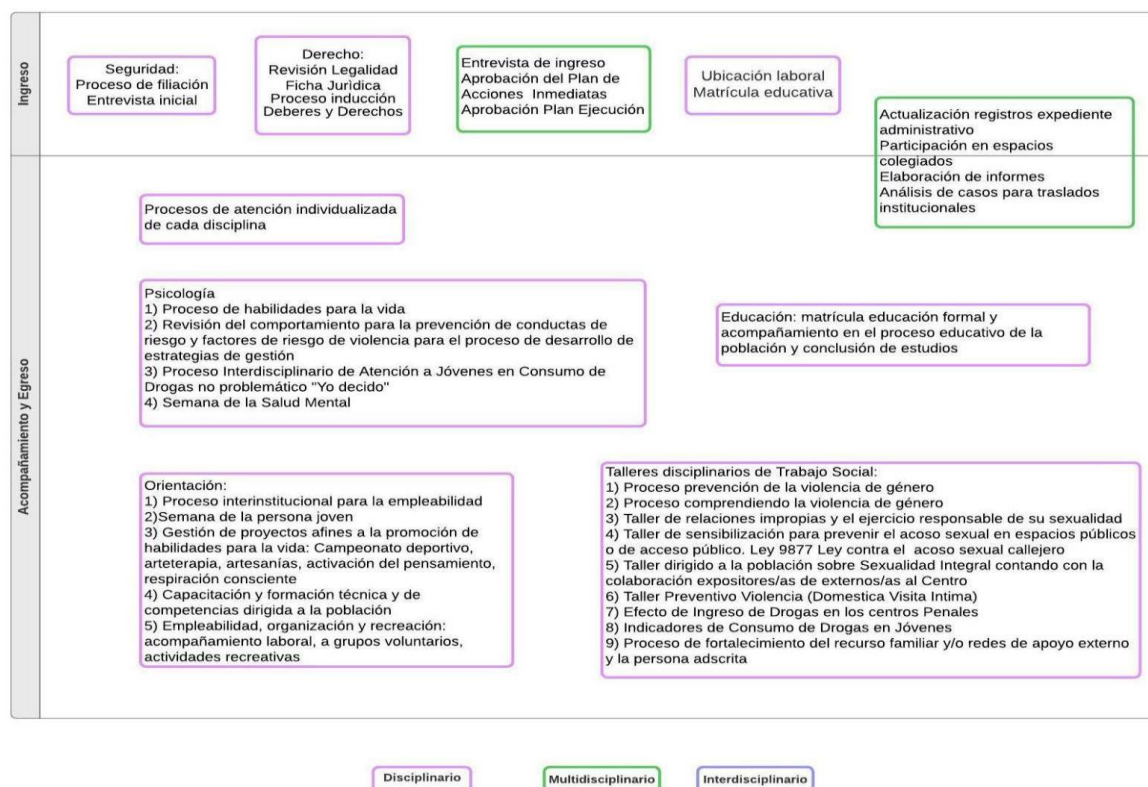 Ingreso
Seguridad:
Proceso de filiación
Entrevista inicial
Derecho:
Revisión Legalidad
Ficha Jurìdica
Proceso inducción
Deberes y Derechos
Entrevista de ingreso
Aprobación del Plan de
Acciones Inmediatas
Aprobación Plan Ejecución
Ubicación laboral
Matrícula educativa
Actualización registros expediente
administrativo
Participación en espacios
colegiados
Elaboración de informes
Análisis de casos para traslados
institucionales
Acompañamiento y Egreso
Procesos de atención individualizada
de cada disciplina
Psicología
1) Proceso de habilidades para la vida
2) Revisión del comportamiento para la prevención de conductas de
riesgo y factores de riesgo de violencia para el proceso de desarrollo de
estrategias de gestión
3) Proceso Interdisciplinario de Atención a Jóvenes en Consumo de
Drogas no problemático "Yo decido"
4) Semana de la Salud Mental
Educación: matrícula educación formal y
acompañamiento en el proceso educativo de la
población y conclusión de estudios
Orientación:
1) Proceso interinstitucional para la empleabilidad
2)Semana de la persona joven
3) Gestión de proyectos afines a la promoción de
habilidades para la vida: Campeonato deportivo,
arteterapia, artesanías, activación del pensamiento,
respiración consciente
4) Capacitación y formación técnica y de
competencias dirigida a la población
5) Empleabilidad, organización y recreación:
acompañamiento laboral, a grupos voluntarios,
actividades recreativas
Talleres disciplinarios de Trabajo Social:
1) Proceso prevención de la violencia de género
2) Proceso comprendiendo la violencia de género
3) Taller de relaciones impropias y el ejercicio responsable de su sexualidad
4) Taller de sensibilización para prevenir el acoso sexual en espacios públicos
o de acceso público. Ley 9877 Ley contra el acoso sexual callejero
5) Taller dirigido a la población sobre Sexualidad Integral contando con la
colaboración expositores/as de externos/as al Centro
6) Taller Preventivo Violencia (Domestica Visita Intima)
7) Efecto de Ingreso de Drogas en los centros Penales
8) Indicadores de Consumo de Drogas en Jóvenes
9) Proceso de fortalecimiento del recurso familiar y/o redes de apoyo externo
y la persona adscrita
Disciplinario
Multidisciplinario
Interdisciplinario